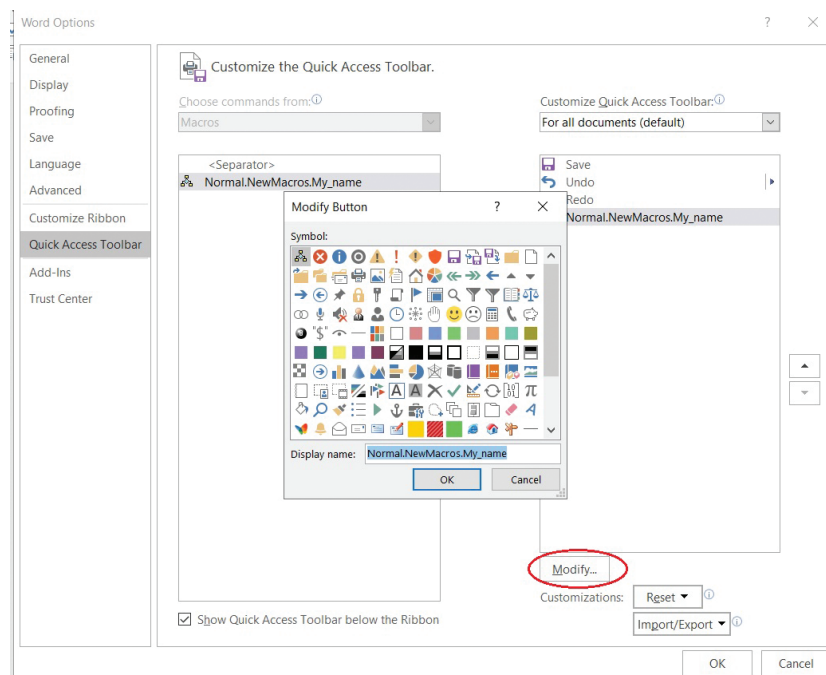 Word Options
?
General
Display
Proofing
Save
Language
Advanced
Customize Ribbon
Quick Access Toolbar
Add-Ins
Trust Center
Customize the Quick Access Toolbar.
Choose commands from:
Macros
<Separator>
Normal.NewMacros.My_name
Show Quick Access Toolbar below the Ribbon
Customize Quick Access Toolbar:
For all documents (default)
Save
Undo
Redo
Normal.NewMacros.My_name
Modify Button
?
Symbol:
Display name: Normal.NewMacros.My_name
OK Cancel
Modify...
Customizations: Reset
Import/Export
OK Cancel